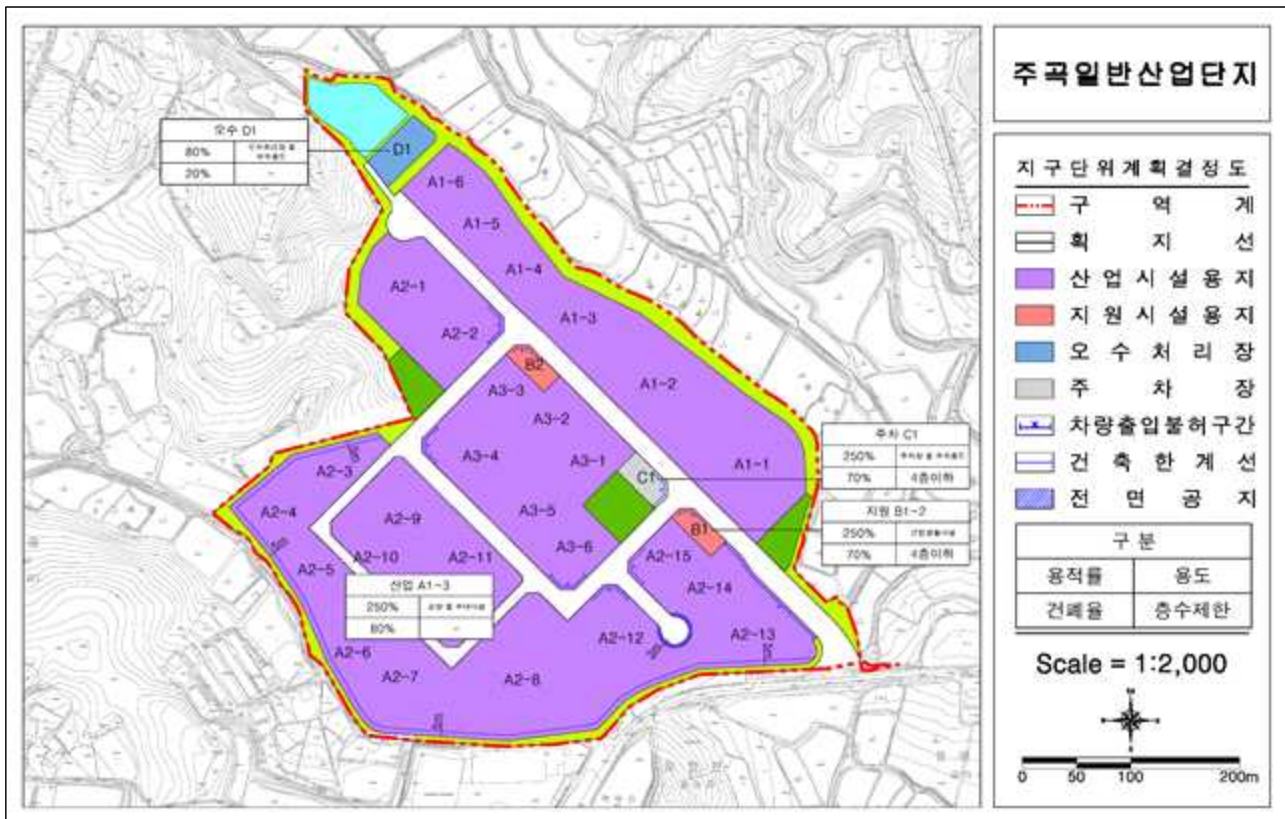 주곡일반산업단지
지구단위계획결정도
구 역 계
획 지 선
산업시설용지
지원시설용지
오 수 처 리 장
주 차 장
차량출입불허구간
건 축 한 계 선
전 면 공 지
구 분
용적률 용도
건폐율 층수제한
Scale = 1:2,000
0 50 100 200m
오수 D1
80%
20% -
D1
A1-6
A1-5
A1-4
A2-1
A1-3
A2-2
B2
A3-3
A1-2
A3-2
주차 C1
250%
70% 4층이하
A3-4
A3-1
A1-1
A2-3
C1
A2-4
A2-9
A3-5
지원 B1-2
250%
70% 4층이하
B1
A3-6
A2-15
A2-10
A2-11
A2-5
산업 A1-3
250%
80% -
A2-14
A2-12
A2-13
A2-6
A2-7
A2-8